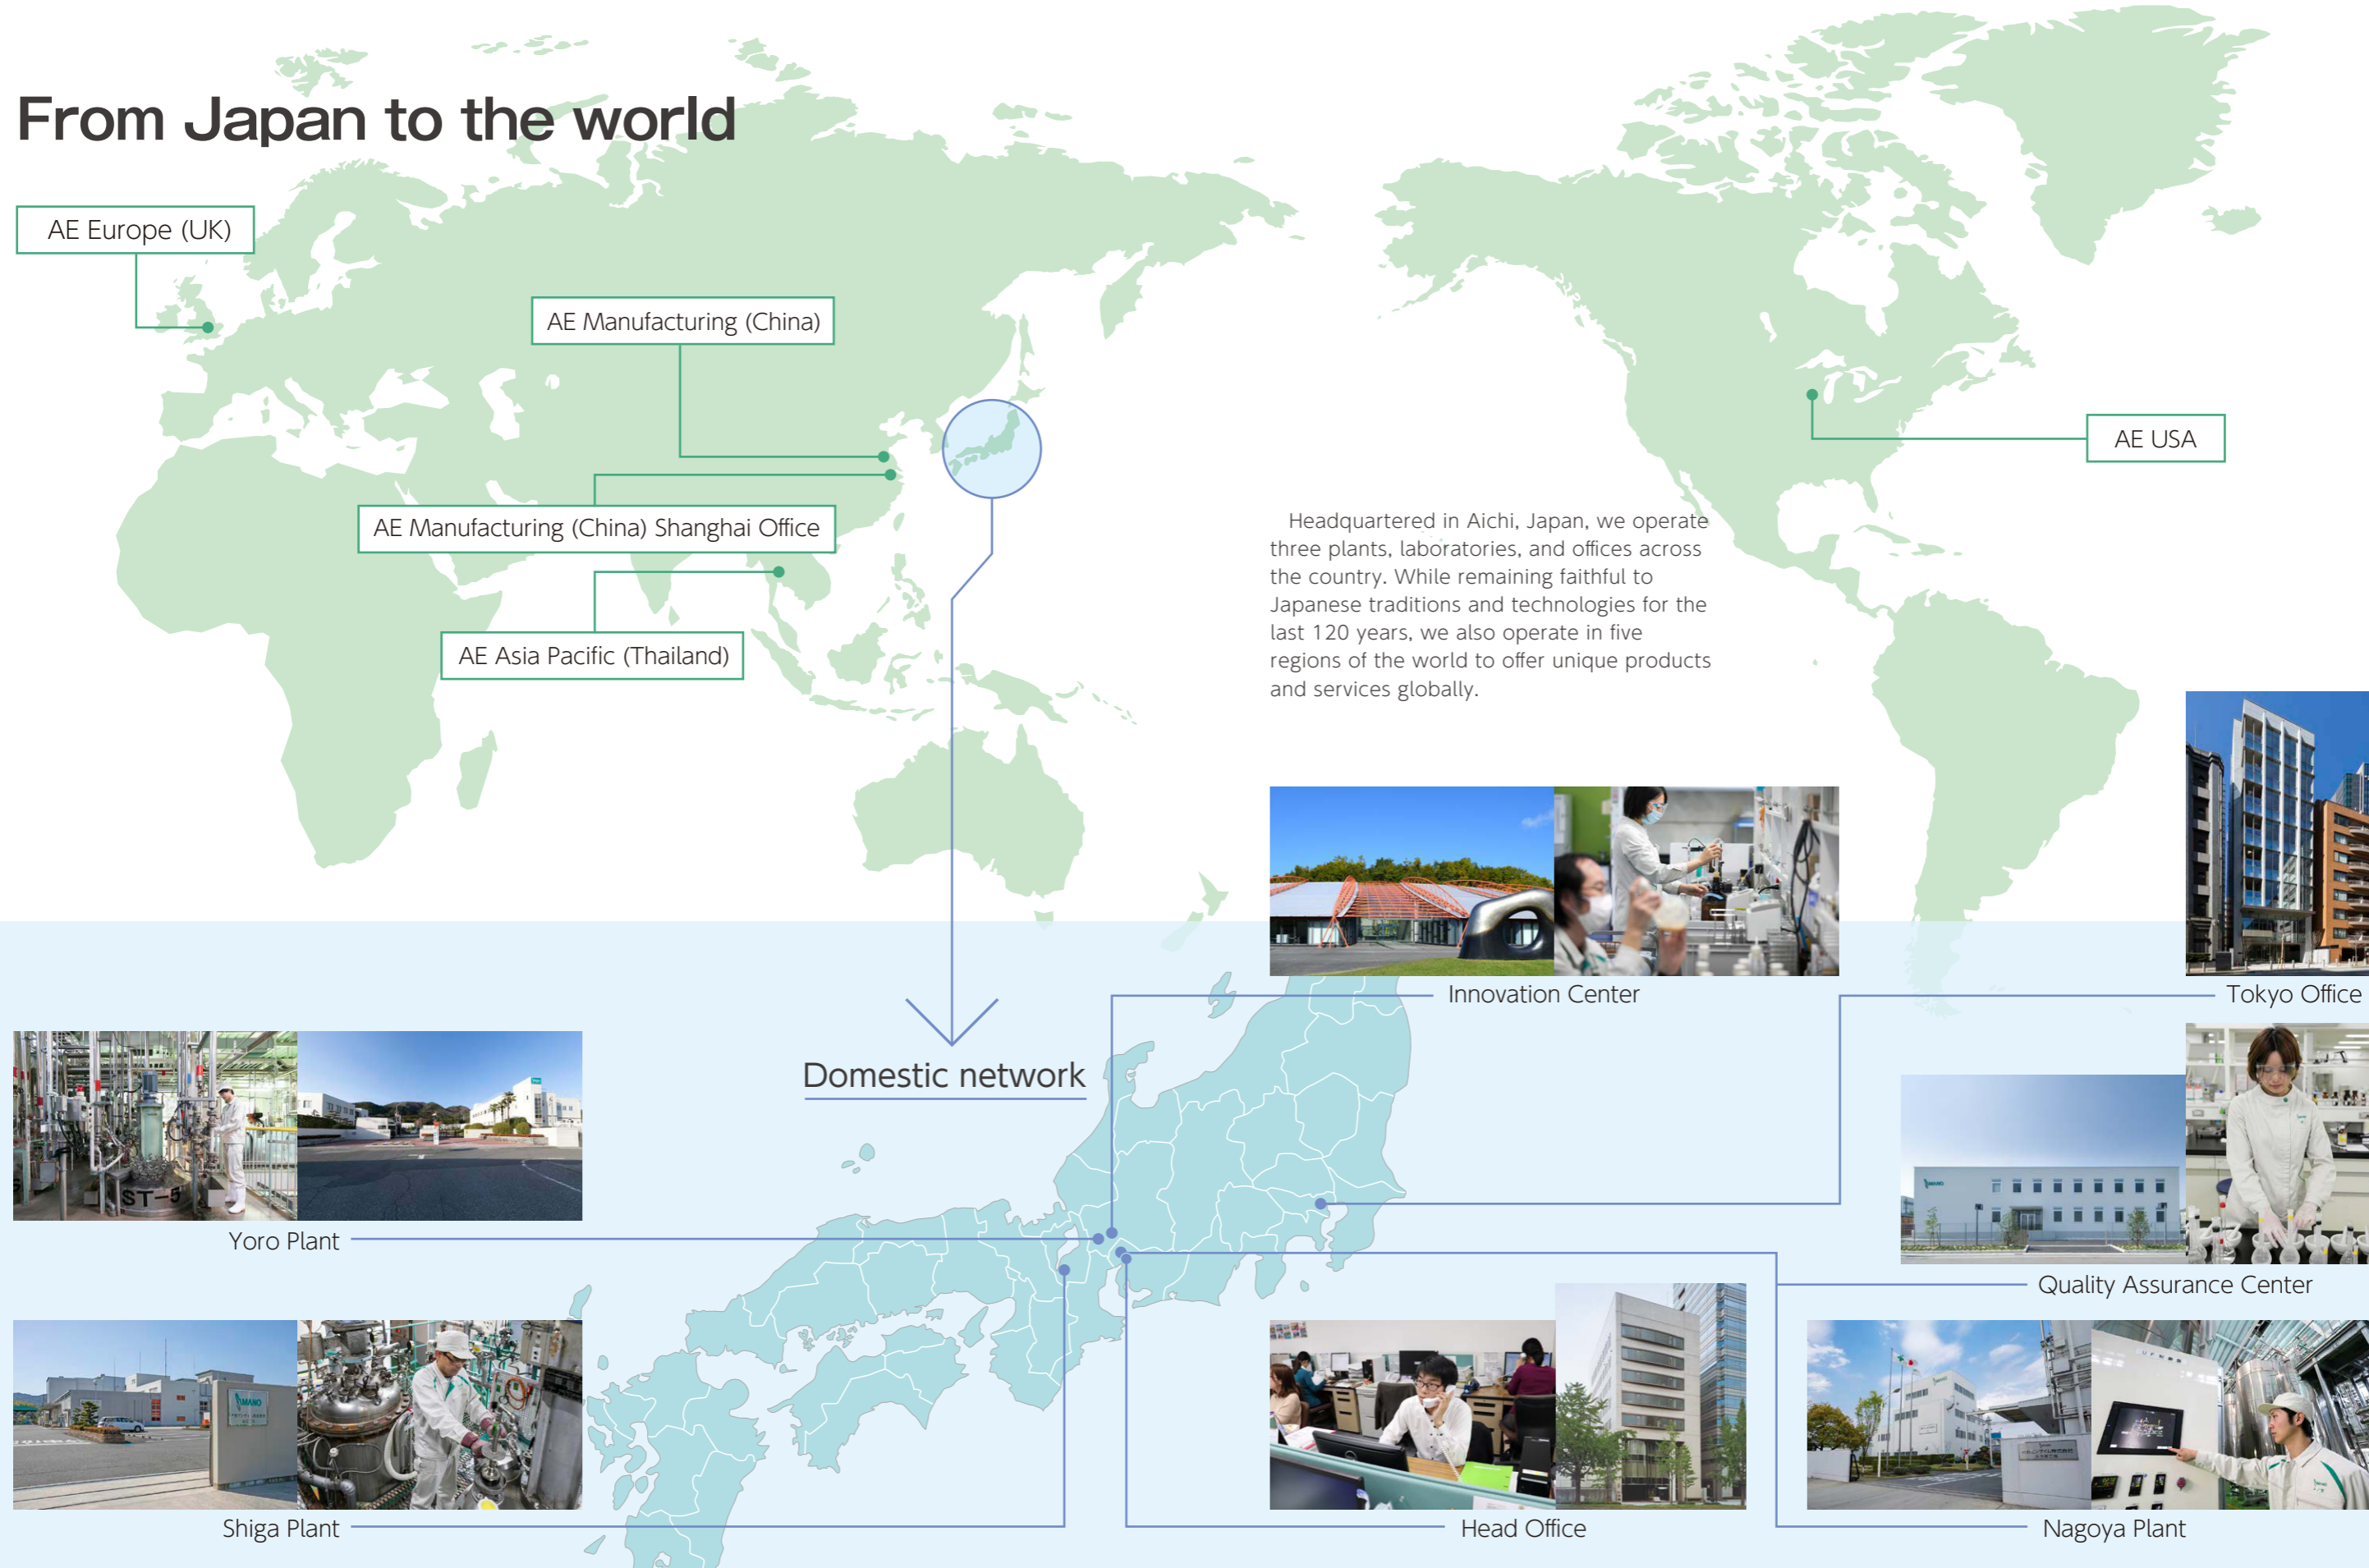 From Japan to the world
AE Europe (UK)
AE Manufacturing (China)
AE USA
AE Manufacturing (China) Shanghai Office
AE Asia Pacific (Thailand)
Headquartered in Aichi, Japan, we operate
three plants, laboratories, and offices across
the country. While remaining faithful to
Japanese traditions and technologies for the
last 120 years, we also operate in five
regions of the world to offer unique products
and services globally.
Innovation Center
Tokyo Office
Domestic network
ST-5
AMANO
Yoro Plant
Quality Assurance Center
AMANO
Shiga Plant
Head Office
Nagoya Plant